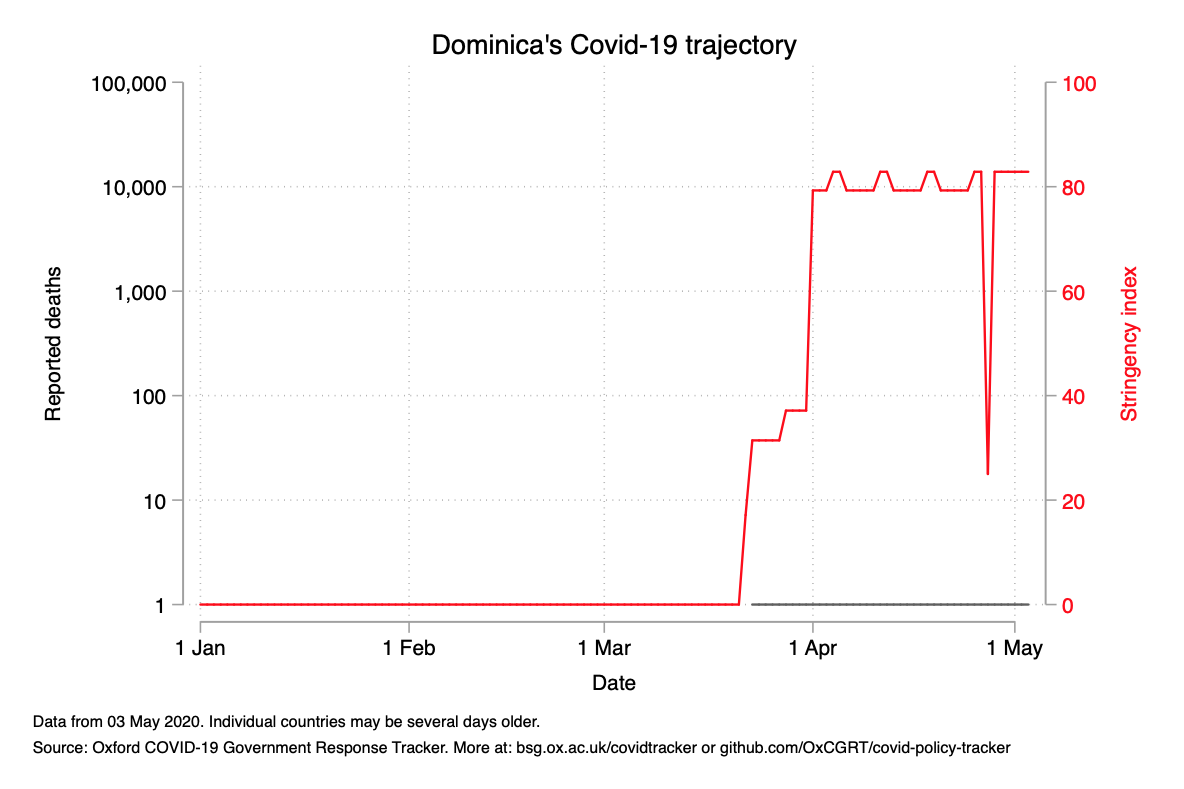 Dominica's Covid-19 trajectory
100,000
10,000
1,000
100
10
1
Reported deaths
100
80
60
40
20
0
Stringency index
1 Jan
1 Feb
1 Mar
1 Apr
1 May
Date
Data from 03 May 2020. Individual countries may be several days older.
Source: Oxford COVID-19 Government Response Tracker. More at: bsg.ox.ac.uk/covidtracker or github.com/OxCGRT/covid-policy-tracker